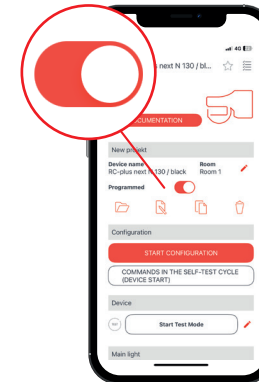 4G
next N 130 / bl...
DOCUMENTATION
New projekt
Device name Room
RC-plus next N 130 / black Room 1
Programmed
Configuration
START CONFIGURATION
COMMANDS IN THE SELF-TEST CYCLE
(DEVICE START)
Device
Start Test Mode
Main light